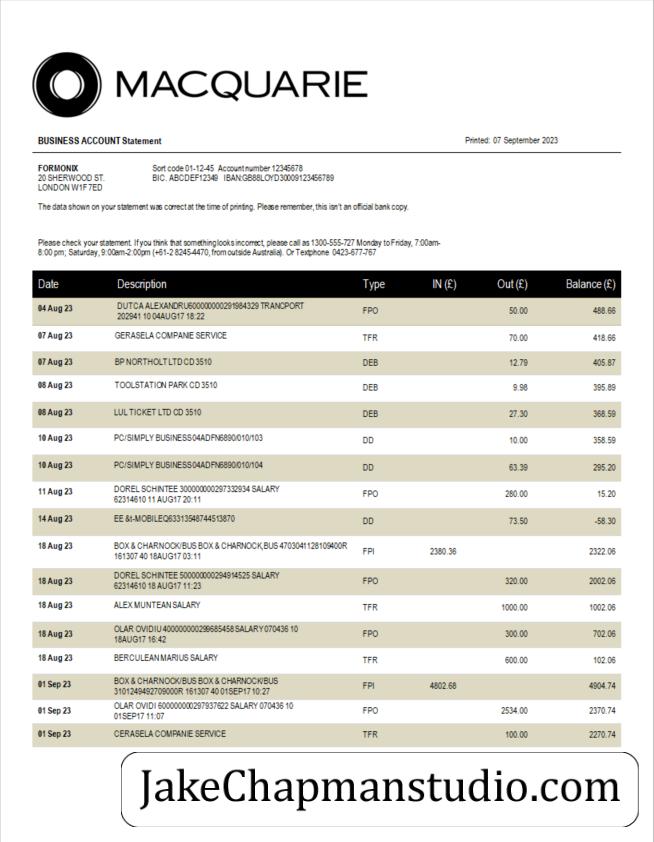 MACQUARIE
BUSINESS ACCOUNT Statement Printed: 07 September 2023
FORMONIX Sort code 01-12-45 Account number 12345678
20 SHERWOOD ST. BIC. ABCDEF12349 IBAN:GB88LOYD30009123456789
LONDON W1F 7ED
The data shown on your statement was correct at the time of printing. Please remember, this isn't an official bank copy.
Please check your statement. If you think that something looks incorrect, please call as 1300-555-727 Monday to Friday, 7:00am-
8:00 pm; Saturday, 9:00am-2:00pm (+61-2 8245-4470, from outside Australia). Or Textphone 0423-677-767
Date Description Type IN (£) Out (£) Balance (£)
04 Aug 23 DUTCA ALEXANDRU600000000291984329 TRANCPORT
202941 10 04AUG17 18:22 FPO 50.00 488.66
07 Aug 23 GERASELA COMPANIE SERVICE TFR 70.00 418.66
07 Aug 23 BP NORTHOLT LTD CD 3510 DEB 12.79 405.87
08 Aug 23 TOOLSTATION PARK CD 3510 DEB 9.98 395.89
08 Aug 23 LUL TICKET LTD CD 3510 DEB 27.30 368.59
10 Aug 23 PC/SIMPLY BUSINESS04ADFN6890/010/103 DD 10.00 358.59
10 Aug 23 PC/SIMPLY BUSINESS04ADFN6890/010/104 DD 63.39 295.20
11 Aug 23 DOREL SCHINTEE 300000000297332934 SALARY
62314610 11 AUG17 20:11 FPO 280.00 15.20
14 Aug 23 EE &t-MOBILEQ63313548744513870 DD 73.50 -58.30
18 Aug 23 BOX & CHARNOCK/BUS BOX & CHARNOCK,BUS 4703041128109400R
161307 40 18AUG17 03:11 FPI 2380.36 2322.06
18 Aug 23 DOREL SCHINTEE 500000000294914525 SALARY
62314610 18 AUG17 11:23 FPO 320.00 2002.06
18 Aug 23 ALEX MUNTEAN SALARY TFR 1000.00 1002.06
18 Aug 23 OLAR OVIDIU 400000000299685458 SALARY 070436 10
18AUG17 16:42 FPO 300.00 702.06
18 Aug 23 BERCULEAN MARIUS SALARY TFR 600.00 102.06
01 Sep 23 BOX & CHARNOCK/BUS BOX & CHARNOCK/BUS
3101249492709000R 161307 40 01SEP17 10:27 FPI 4802.68 4904.74
01 Sep 23 OLAR OVIDI 600000000297937622 SALARY 070436 10
01SEP17 11:07 FPO 2534.00 2370.74
01 Sep 23 CERASELA COMPANIE SERVICE TFR 100.00 2270.74
JakeChapmanstudio.com